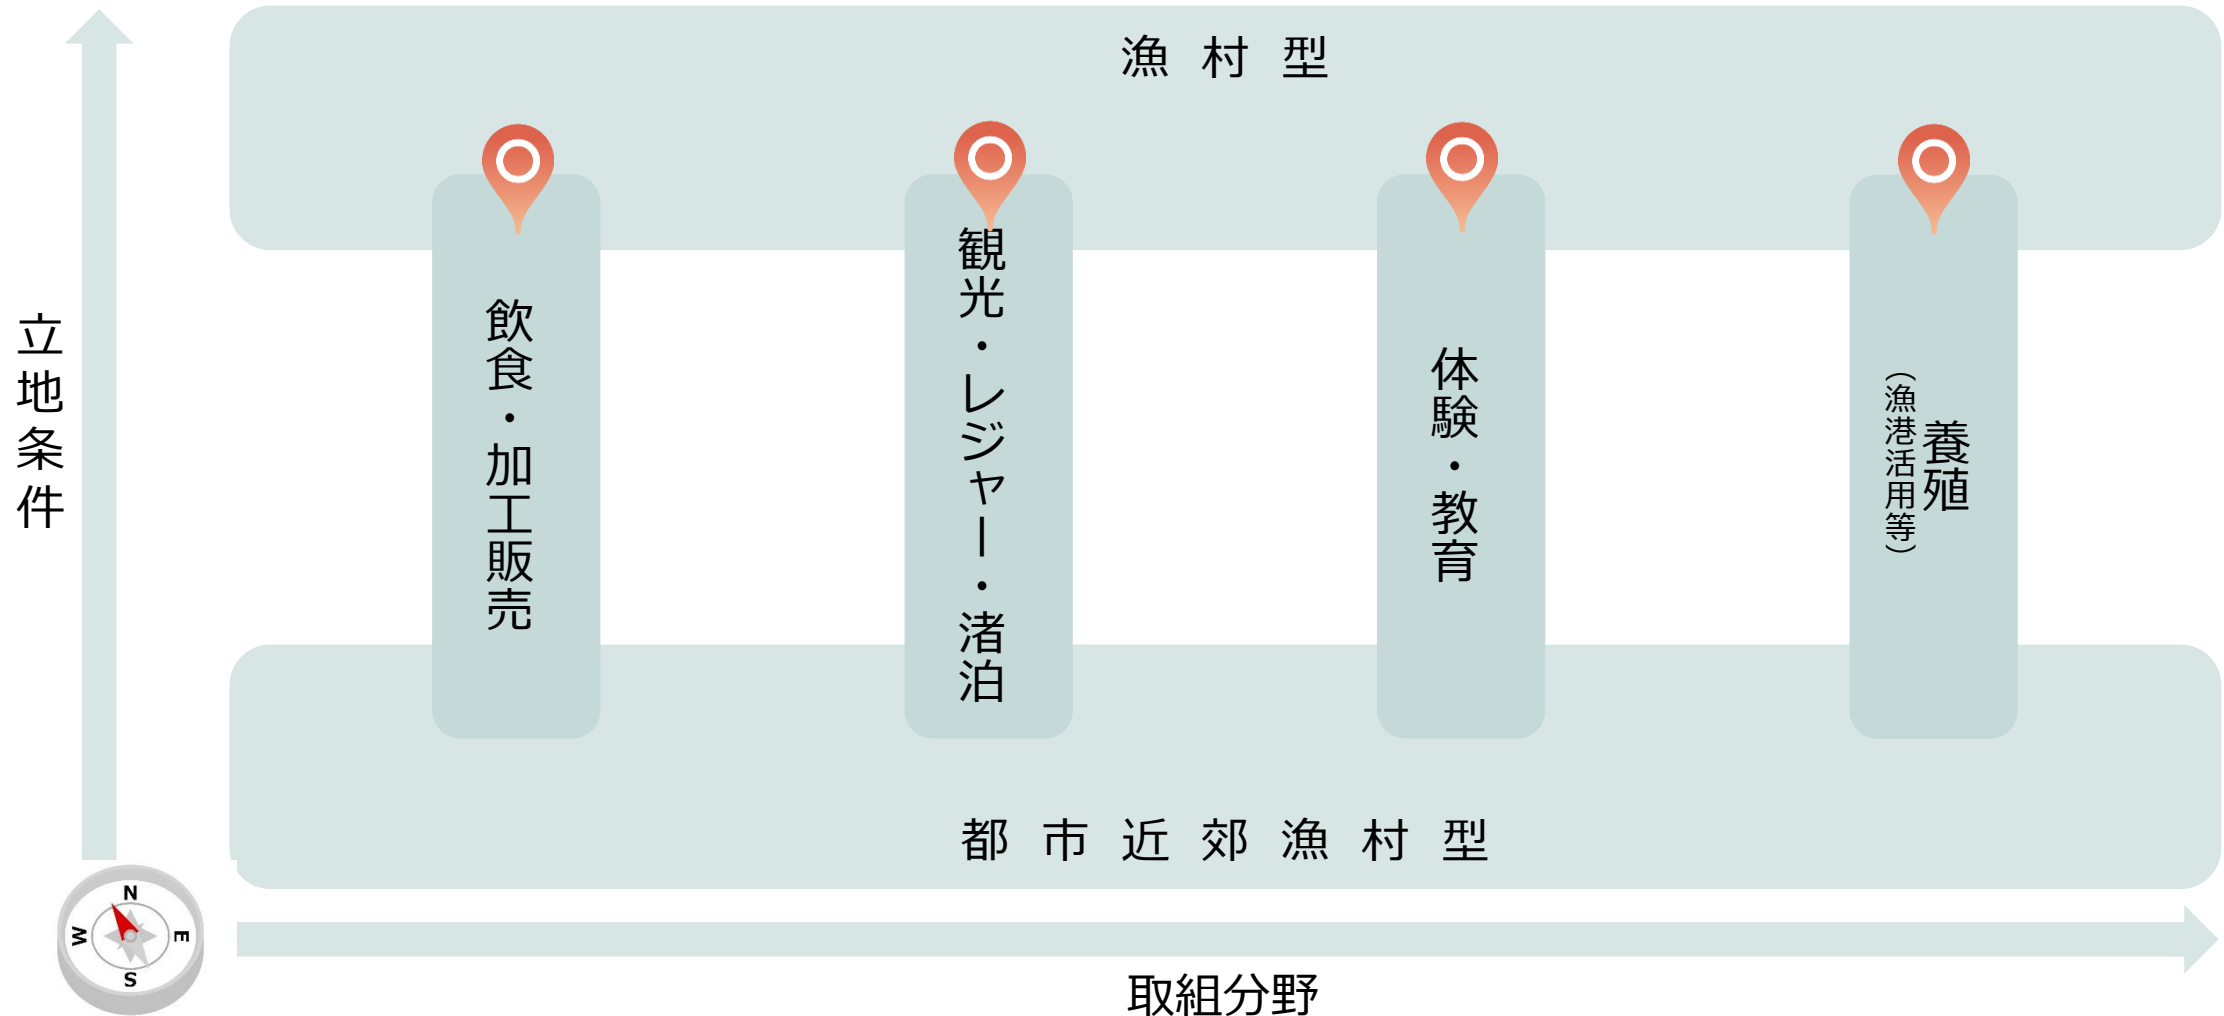 漁村型
立地条件
飲食・加工販売
観光・レジャー・渚泊
体験・教育
養殖
（漁港活用等）
都市近郊漁村型
N
W
E
S
取組分野